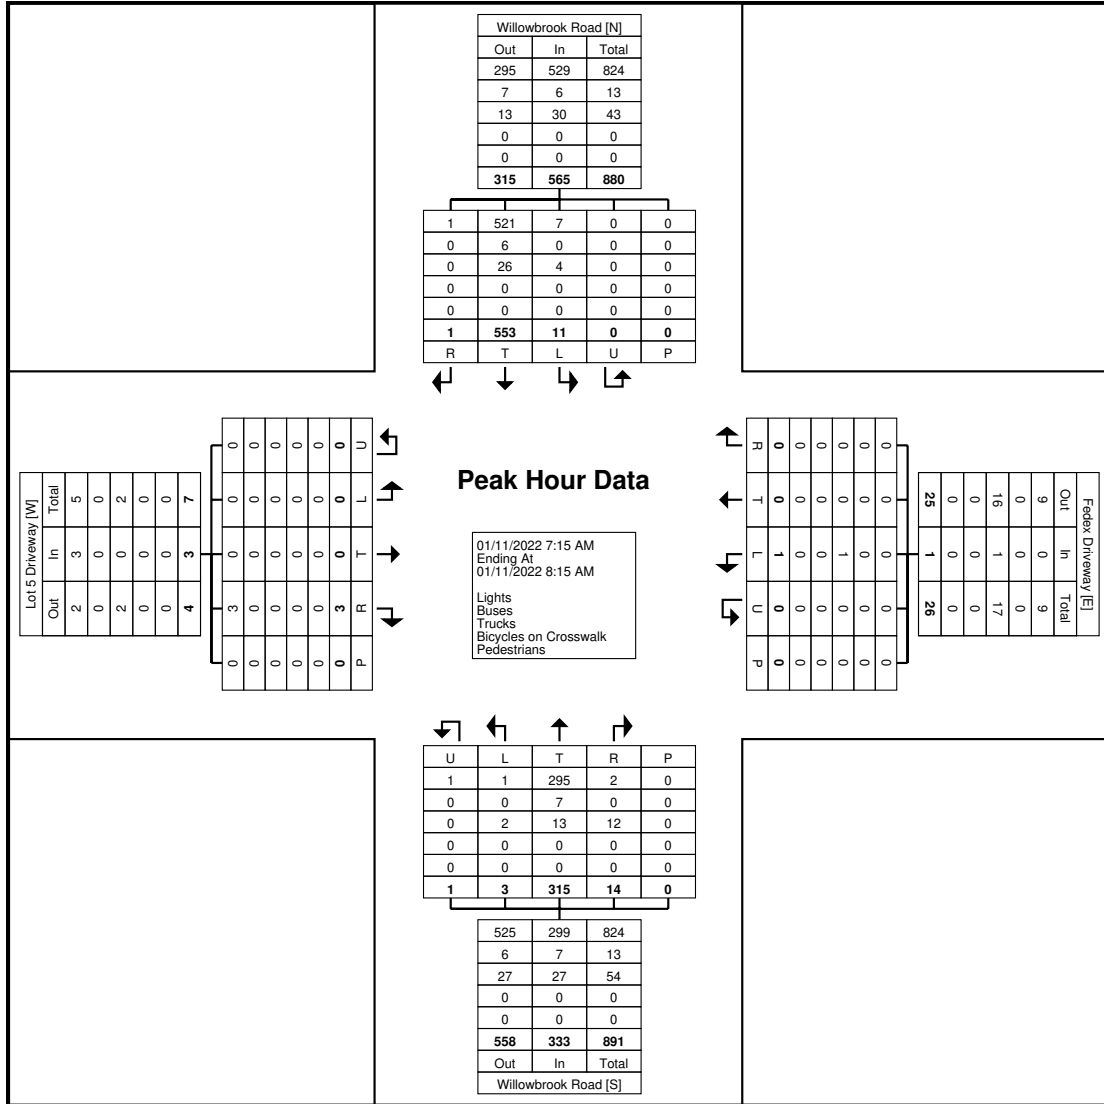 Willowbrook Road [N]
Out In Total
295 529 824
7 6 13
13 30 43
0 0 0
0 0 0
315 565 880
1 521 7 0 0
0 6 0 0 0
0 26 4 0 0
0 0 0 0 0
0 0 0 0 0
1 553 11 0 0
R T L U P
Lot 5 Driveway [W]
Out In Total
2 3 5
0 0 0
2 0 2
0 0 0
0 0 0
4 3 7
0 3 0 0 0
0 0 0 0 0
0 0 0 0 0
0 0 0 0 0
0 0 0 0 0
0 3 0 0 0
P R T L U
Peak Hour Data
01/11/2022 7:15 AM
Ending At
01/11/2022 8:15 AM
Lights
Buses
Trucks
Bicycles on Crosswalk
Pedestrians
Fedex Driveway [E]
Out In Total
9 0 9
0 0 0
16 1 17
0 0 0
0 0 0
25 1 26
0 0 0 0 0
0 0 0 0 0
0 0 1 0 0
0 0 0 0 0
0 0 0 0 0
0 0 1 0 0
R T L U P
U L T R P
1 1 295 2 0
0 0 7 0 0
0 2 13 12 0
0 0 0 0 0
0 0 0 0 0
1 3 315 14 0
525 299 824
6 7 13
27 27 54
0 0 0
0 0 0
558 333 891
Out In Total
Willowbrook Road [S]